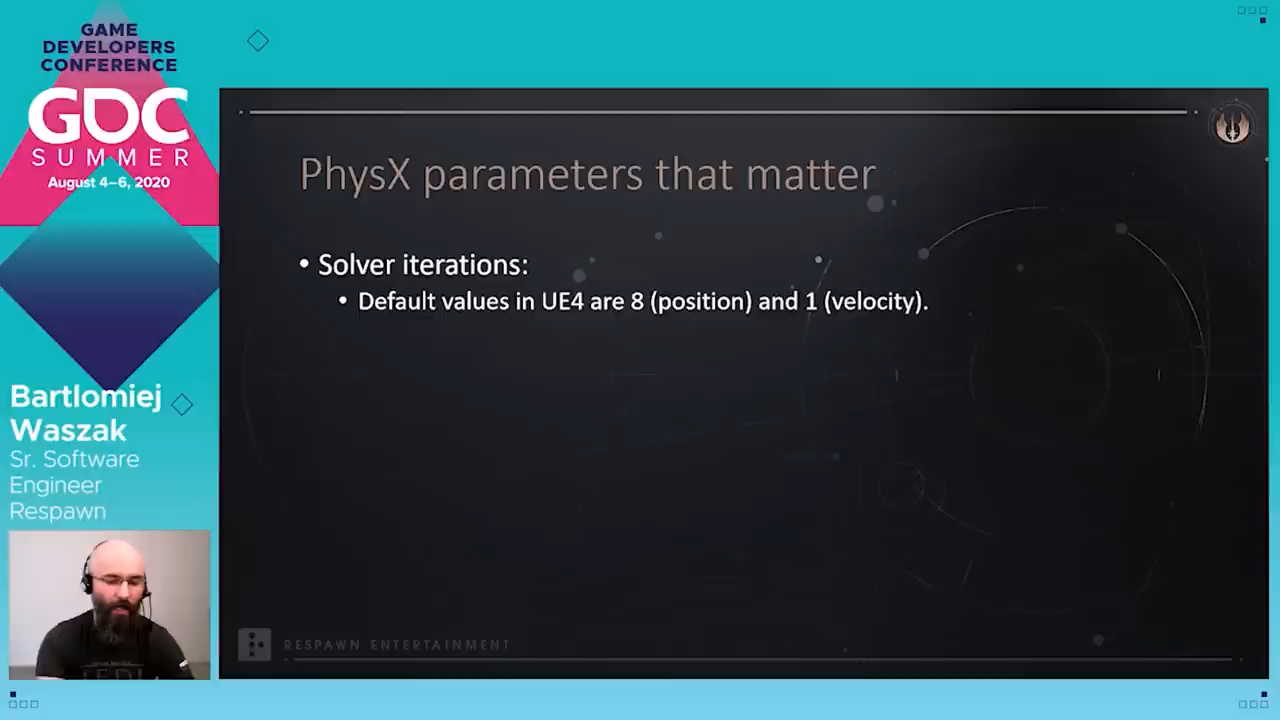 GAME
DEVELOPERS
CONFERENCE
GDC
SUMMER
August 4–6, 2020
Bartlomiej
Waszak
Sr. Software
Engineer
Respawn
PhysX parameters that matter
• Solver iterations:
• Default values in UE4 are 8 (position) and 1 (velocity).
RESPAWN ENTERTAINMENT
JEDI